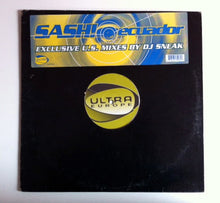 SASH! ecuador
EXCLUSIVE U.S. MIXES BY DJ SNEAK
ULTRA
EUROPE